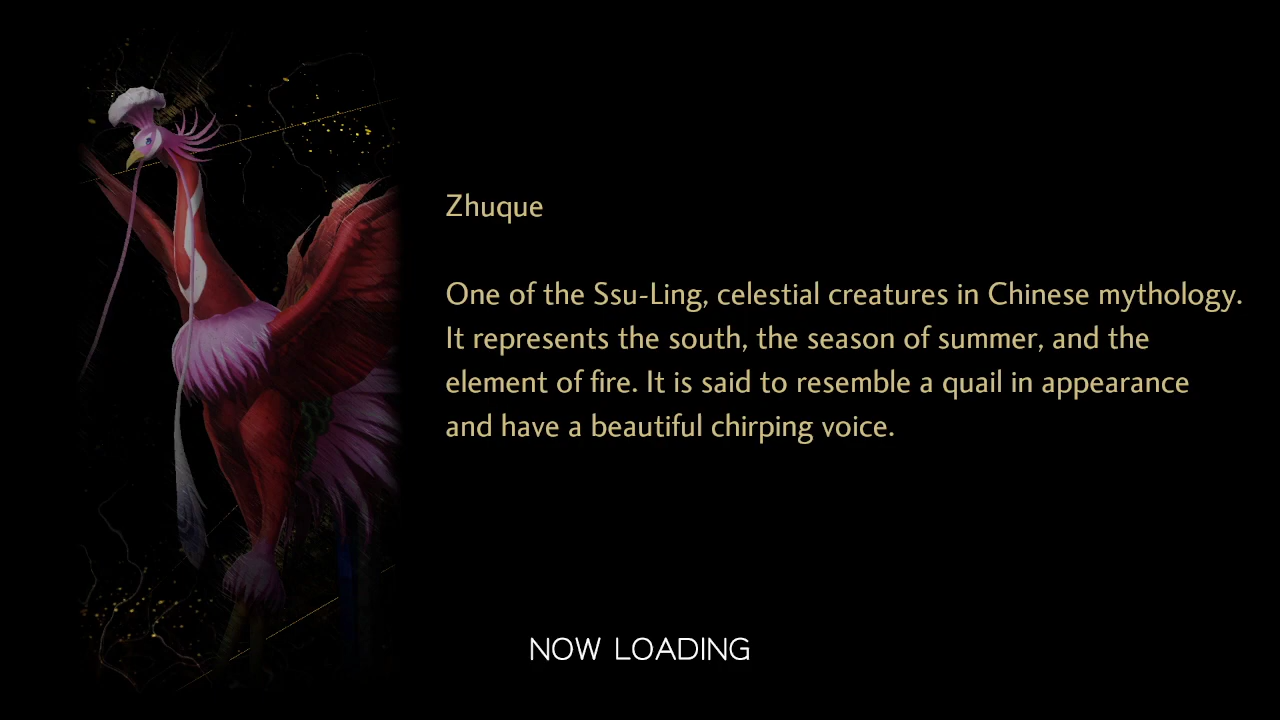 Zhuque
One of the Ssu-Ling, celestial creatures in Chinese mythology.
It represents the south, the season of summer, and the
element of fire. It is said to resemble a quail in appearance
and have a beautiful chirping voice.
NOW LOADING